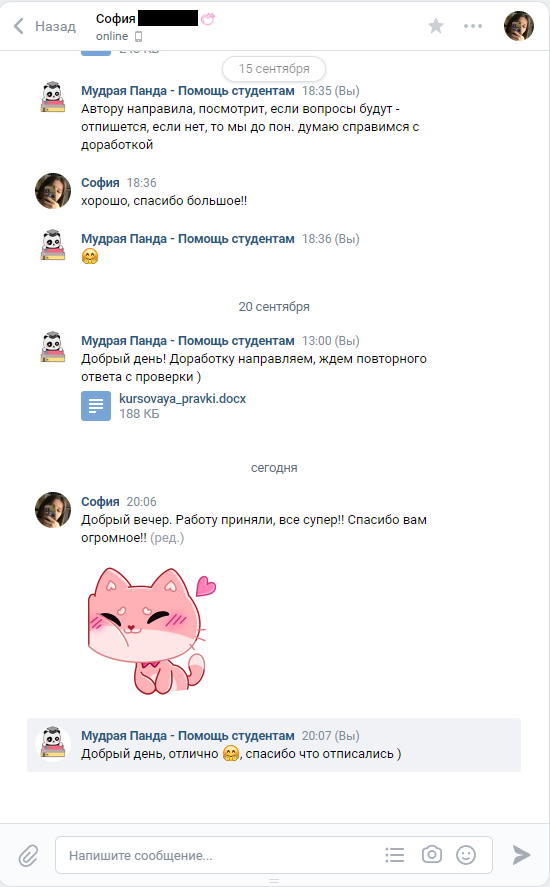 Назад
София
online
248 КБ
15 сентября
Мудрая Панда - Помощь студентам 18:35 (Вы)
Автору направила, посмотрит, если вопросы будут -
отпишется, если нет, то мы до пон. думаю справимся с
доработкой
София 18:36
хорошо, спасибо большое!!
Мудрая Панда - Помощь студентам 18:36 (Вы)
🤗
20 сентября
Мудрая Панда - Помощь студентам 13:00 (Вы)
Добрый день! Доработку направляем, ждем повторного
ответа с проверки )
kursovaya_pravki.docx
188 КБ
сегодня
София 20:06
Добрый вечер. Работу приняли, все супер!! Спасибо вам
огромное!! (ред.)
Мудрая Панда - Помощь студентам 20:07 (Вы)
Добрый день, отлично 🤗, спасибо что отписались )
Напишите сообщение...